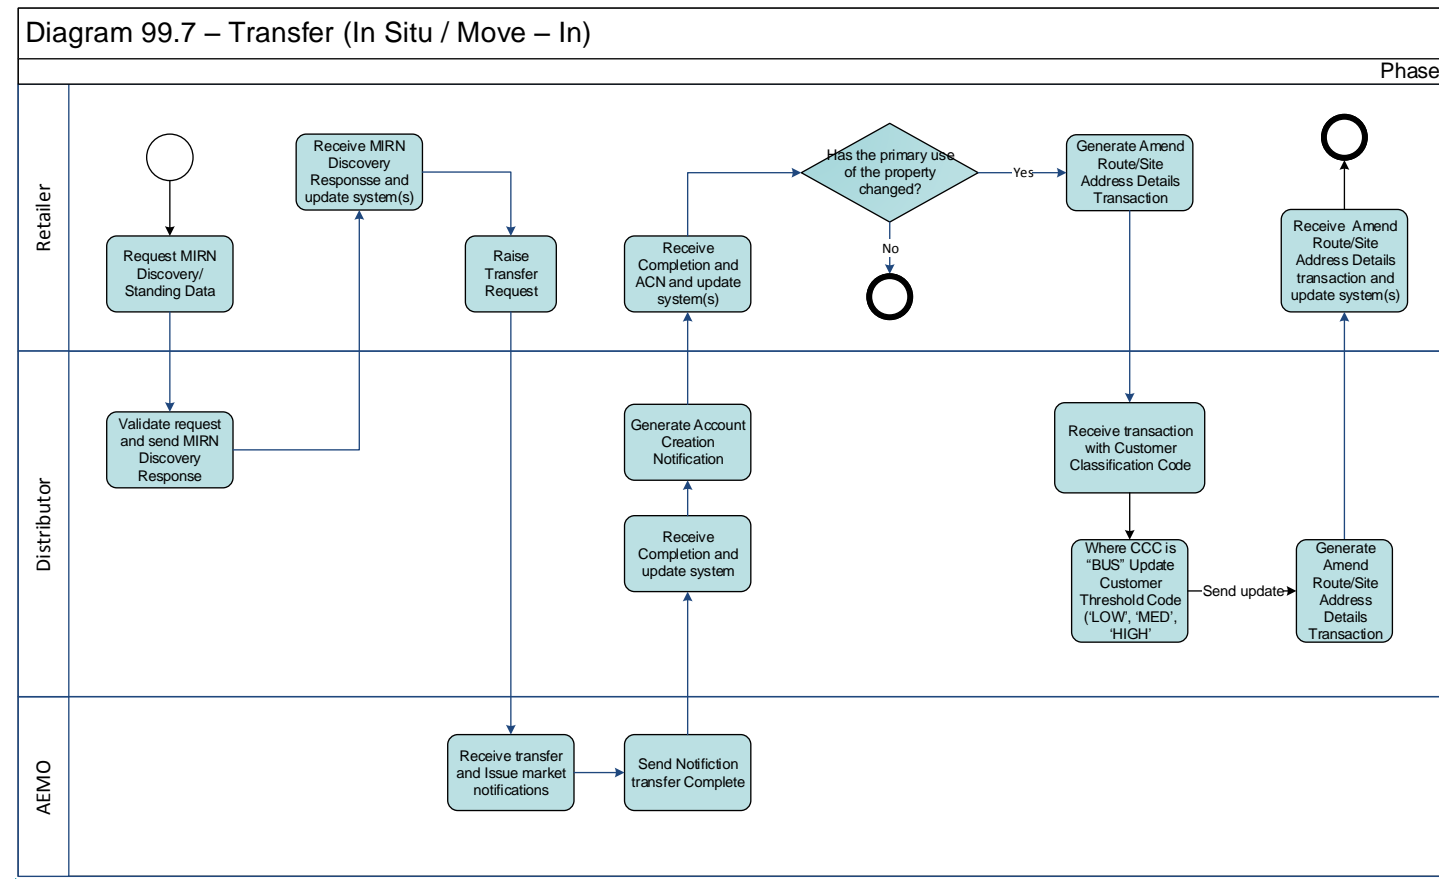 Diagram 99.7 – Transfer (In Situ / Move – In)
Phase
Retailer
Request MIRN
Discovery/
Standing Data
Receive MIRN
Discovery
Responsse and
update system(s)
Raise
Transfer
Request
Receive
Completion and
ACN and update
system(s)
Has the primary use
of the property
changed?
Yes
No
Generate Amend
Route/Site
Address Details
Transaction
Receive Amend
Route/Site
Address Details
transaction and
update system(s)
Distributor
Validate request
and send MIRN
Discovery
Response
Generate Account
Creation
Notification
Receive
Completion and
update system
Receive transaction
with Customer
Classification Code
Where CCC is
“BUS” Update
Customer
Threshold Code
(‘LOW’, ‘MED’,
‘HIGH’
Send update
Generate
Amend
Route/Site
Address
Details
Transaction
AEMO
Receive transfer
and Issue market
notifications
Send Notifiction
transfer Complete